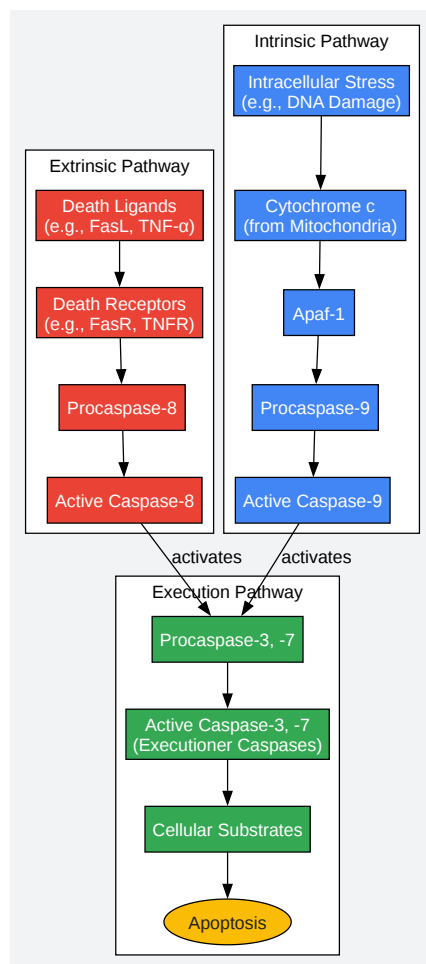 Extrinsic Pathway
Death Ligands
(e.g., FasL, TNF-α)
Death Receptors
(e.g., FasR, TNFR)
Procaspase-8
Active Caspase-8
Intrinsic Pathway
Intracellular Stress
(e.g., DNA Damage)
Cytochrome c
(from Mitochondria)
Apaf-1
Procaspase-9
Active Caspase-9
activates
activates
Execution Pathway
Procaspase-3, -7
Active Caspase-3, -7
(Executioner Caspases)
Cellular Substrates
Apoptosis